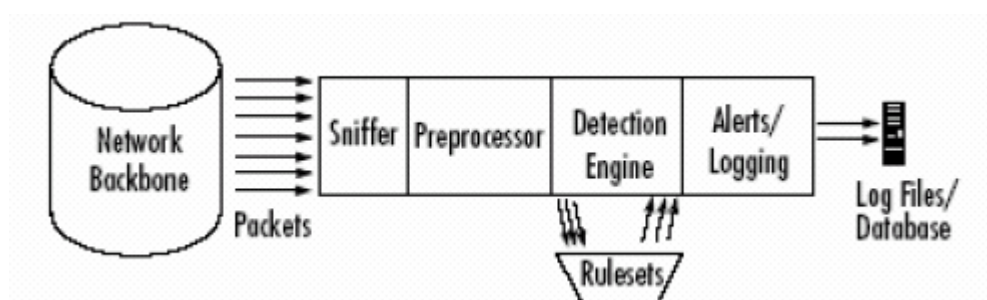 Network
Backbone
Packets
Sniffer
Preprocessor
Detection
Engine
Alerts/
Logging
Rulesets
Log Files/
Database